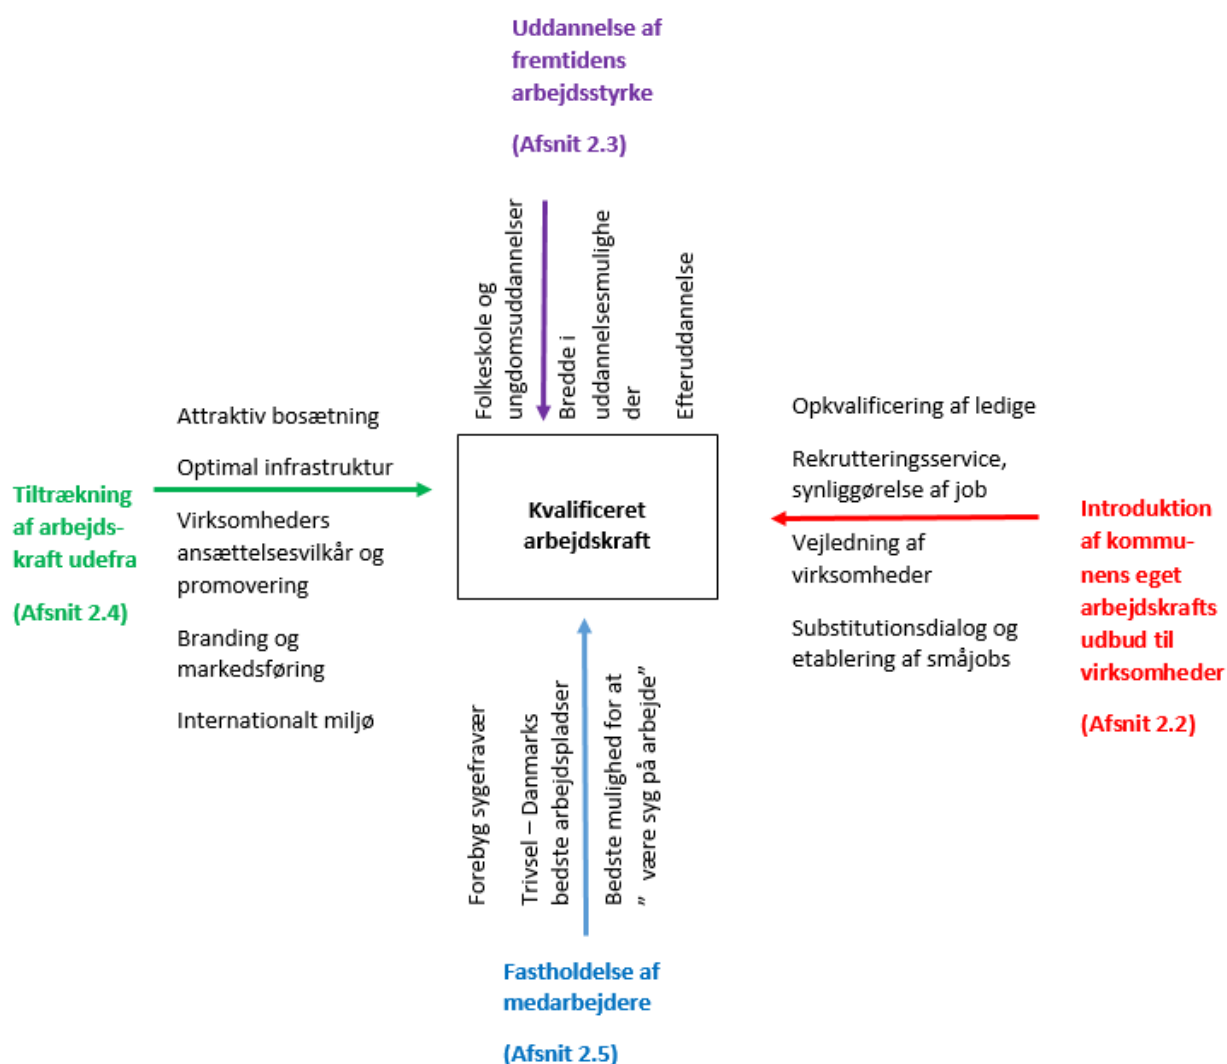 Uddannelse af
fremtidens
arbejdsstyrke
(Afsnit 2.3)
Folkeskole og
ungdomsuddannelser
Bredde i
uddannelsesmulighe
der
Efteruddannelse
Tiltrækning
af arbejds-
kraft udefra
(Afsnit 2.4)
Attraktiv bosætning
Optimal infrastruktur
Virksomheders
ansættelsesvilkår og
promovering
Branding og
markedsføring
Internationalt miljø
Kvalificeret
arbejdskraft
Opkvalificering af ledige
Rekrutteringsservice,
synliggørelse af job
Vejledning af
virksomheder
Substitutionsdialog og
etablering af småjobs
Introduktion
af kommu-
nens eget
arbejdskrafts
udbud til
virksomheder
(Afsnit 2.2)
Forebyg sygefravær
Trivsel – Danmarks
bedste arbejdspladser
Bedste mulighed for at
” være syg på arbejde”
Fastholdelse af
medarbejdere
(Afsnit 2.5)